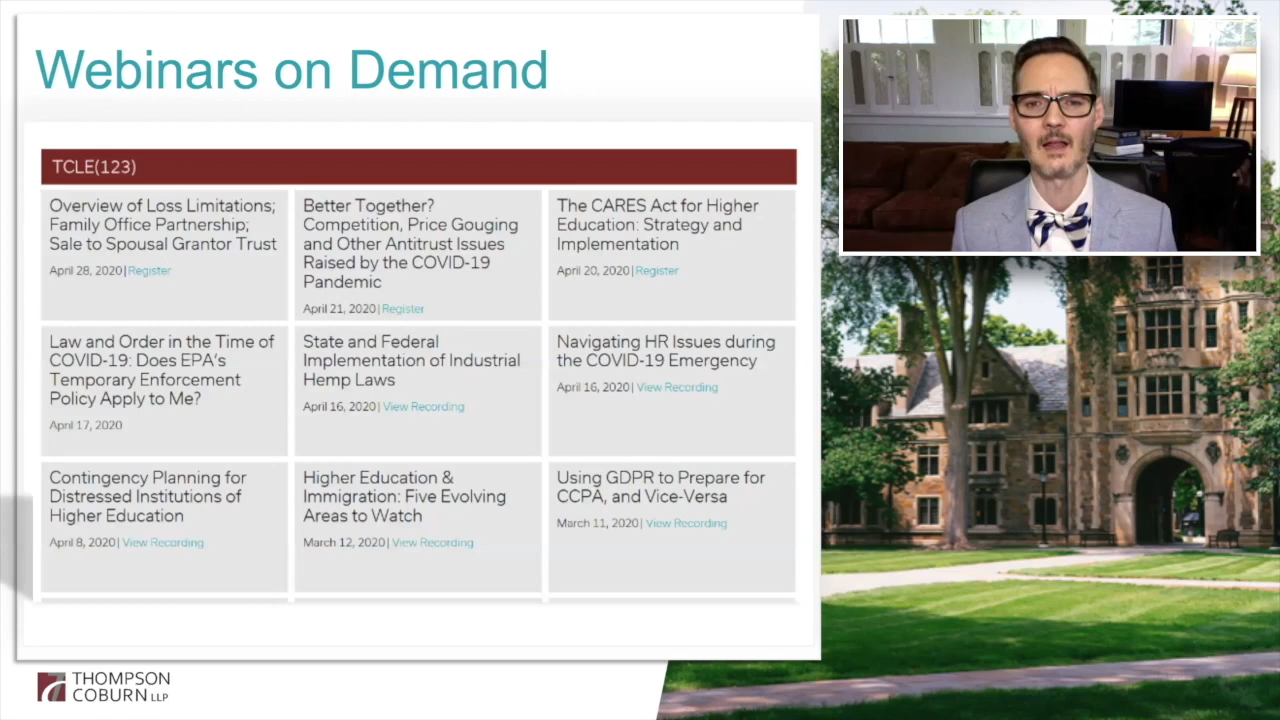 Webinars on Demand
TCLE(123)
Overview of Loss Limitations;
Family Office Partnership;
Sale to Spousal Grantor Trust
April 28, 2020|Register
Better Together?
Competition, Price Gouging
and Other Antitrust Issues
Raised by the COVID-19
Pandemic
April 21, 2020|Register
The CARES Act for Higher
Education: Strategy and
Implementation
April 20, 2020|Register
Law and Order in the Time of
COVID-19: Does EPA's
Temporary Enforcement
Policy Apply to Me?
April 17, 2020
State and Federal
Implementation of Industrial
Hemp Laws
April 16, 2020| View Recording
Navigating HR Issues during
the COVID-19 Emergency
April 16, 2020| View Recording
Contingency Planning for
Distressed Institutions of
Higher Education
April 8, 2020| View Recording
Higher Education &
Immigration: Five Evolving
Areas to Watch
March 12, 2020| View Recording
Using GDPR to Prepare for
CCPA, and Vice-Versa
March 11, 2020| View Recording
THOMPSON
COBURN LLP